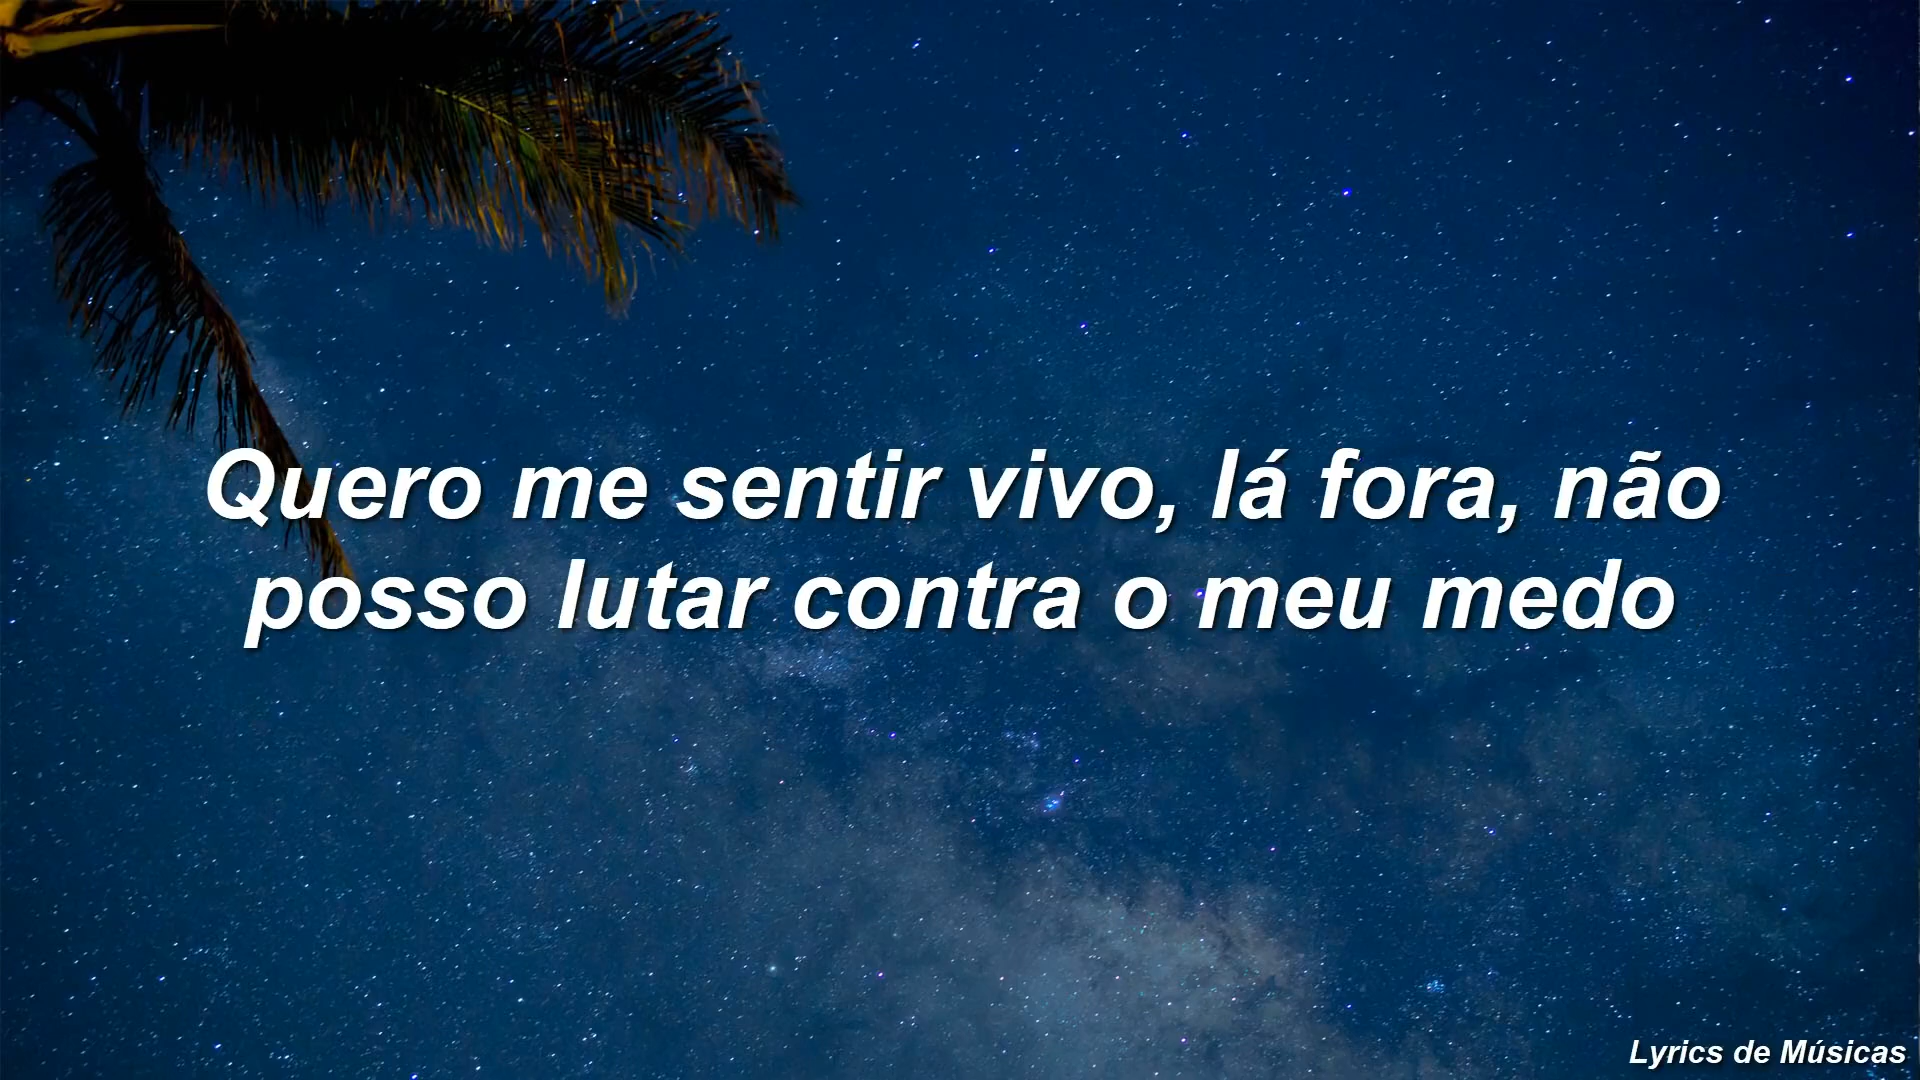 Quero me sentir vivo, lá fora, não
posso lutar contra o meu medo
Lyrics de Músicas